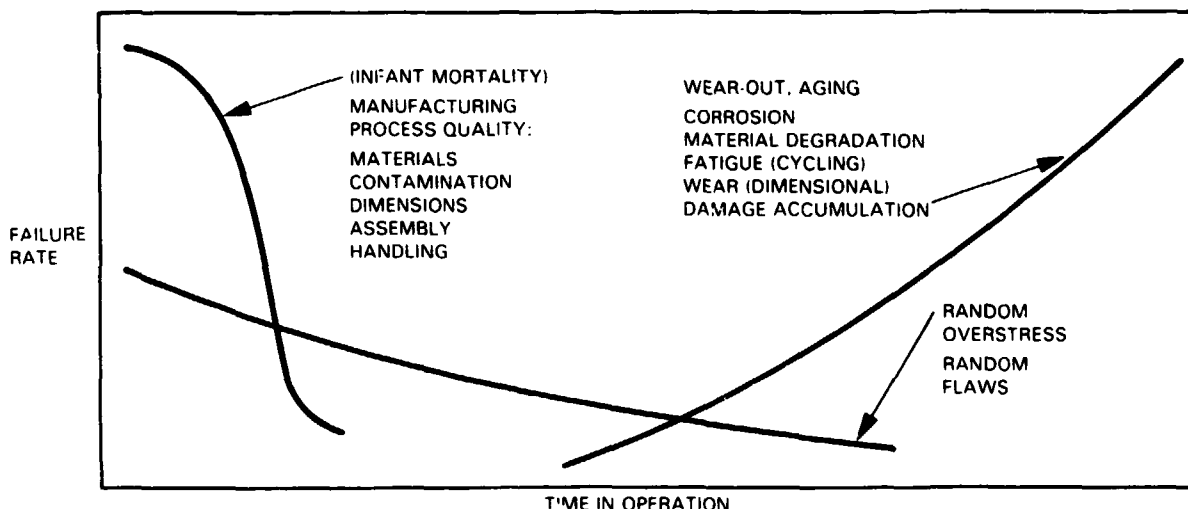 (INFANT MORTALITY)
MANUFACTURING
PROCESS QUALITY:
MATERIALS
CONTAMINATION
DIMENSIONS
ASSEMBLY
HANDLING
WEAR-OUT, AGING
CORROSION
MATERIAL DEGRADATION
FATIGUE (CYCLING)
WEAR (DIMENSIONAL)
DAMAGE ACCUMULATION
FAILURE
RATE
RANDOM
OVERSTRESS
RANDOM
FLAWS
TIME IN OPERATION